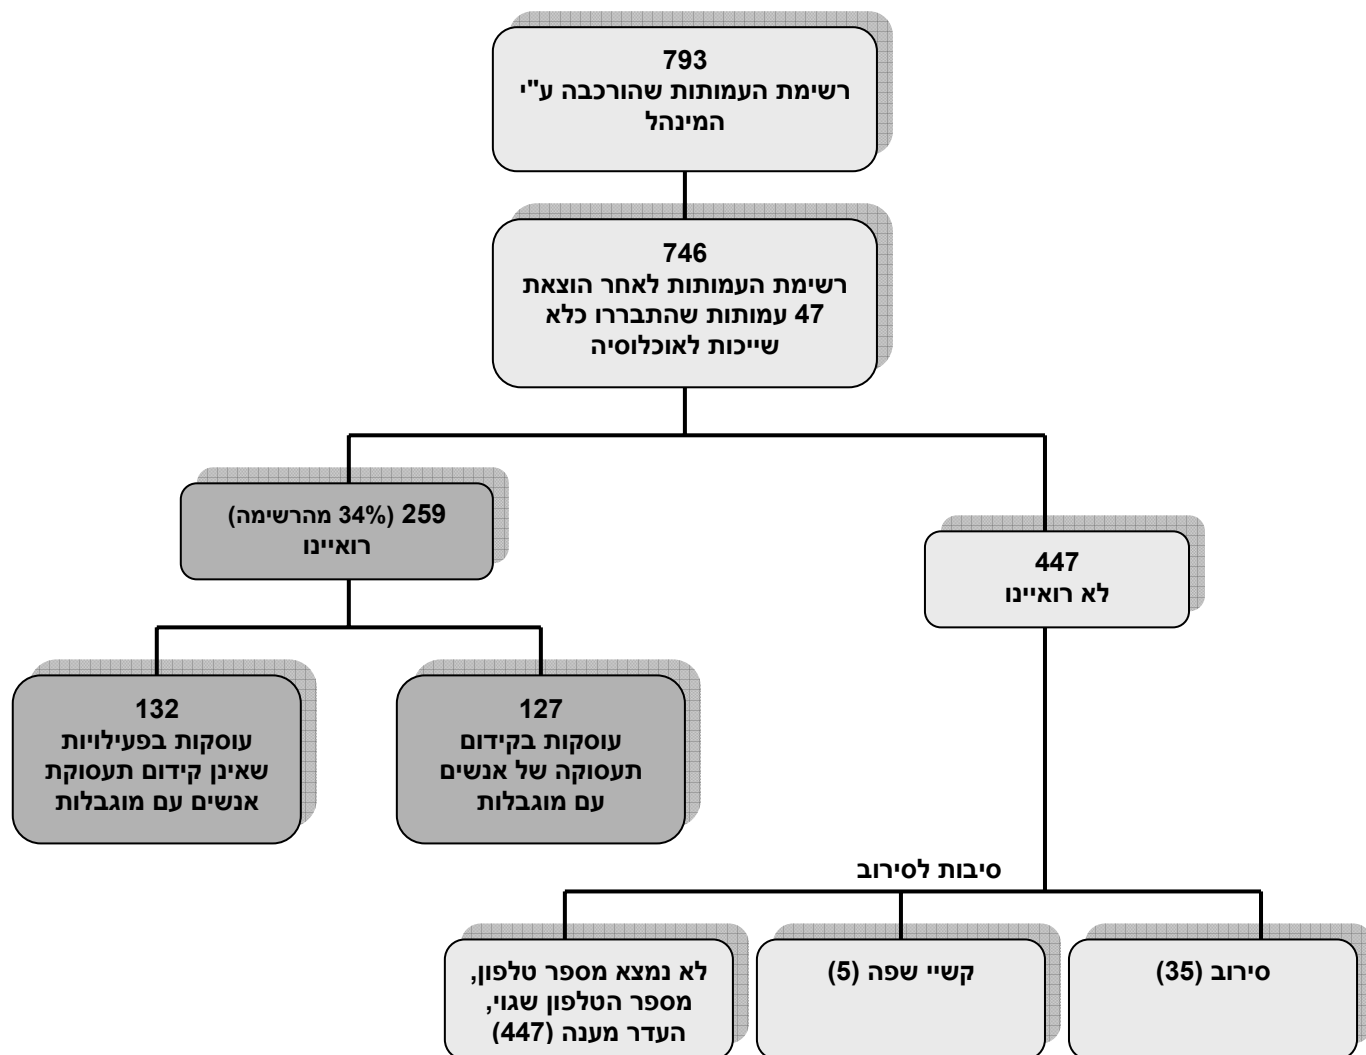 793
רשימת העמותות שהורכבה ע"י
המינהל
746
רשימת העמותות לאחר הוצאת
47 עמותות שהתבררו כלא
שייכות לאוכלוסיה
259 (34% מהרשימה)
רואיינו
447
לא רואיינו
127
עוסקות בקידום
תעסוקה של אנשים
עם מוגבלות
132
עוסקות בפעילויות
שאינן קידום תעסוקת
אנשים עם מוגבלות
סיבות לסירוב
סירוב (35)
קשיי שפה (5)
לא נמצא מספר טלפון,
מספר הטלפון שגוי,
העדר מענה (447)